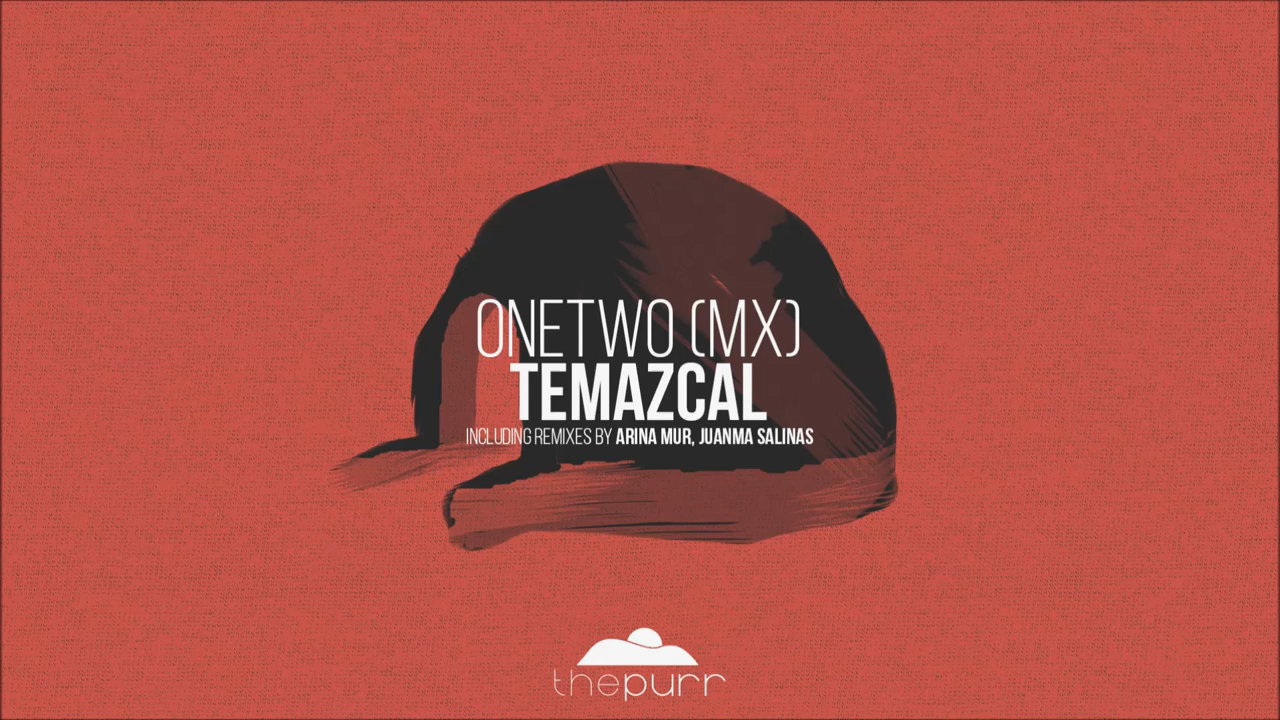 ONETWO (MX)
TEMAZCAL
INCLUDING REMIXES BY ARINA MUR, JUANMA SALINAS
thepurr